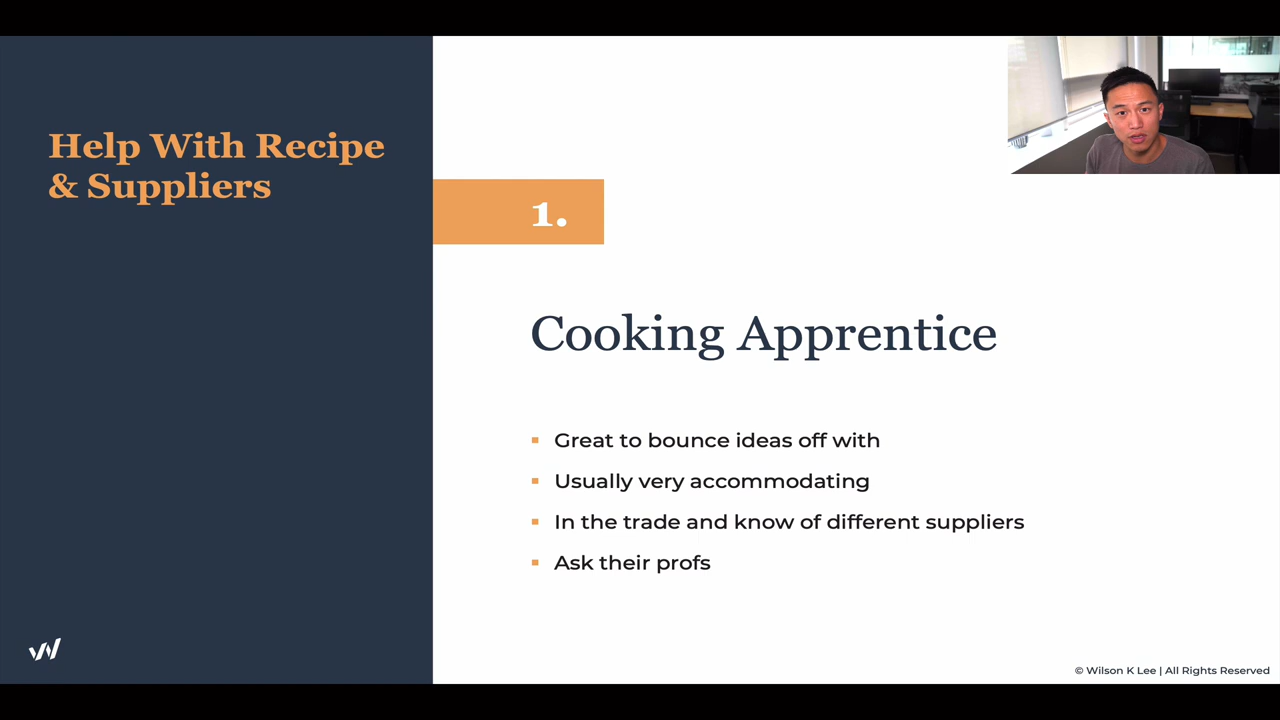 Help With Recipe
& Suppliers
1.
Cooking Apprentice
Great to bounce ideas off with
Usually very accommodating
In the trade and know of different suppliers
Ask their profs
© Wilson K Lee | All Rights Reserved